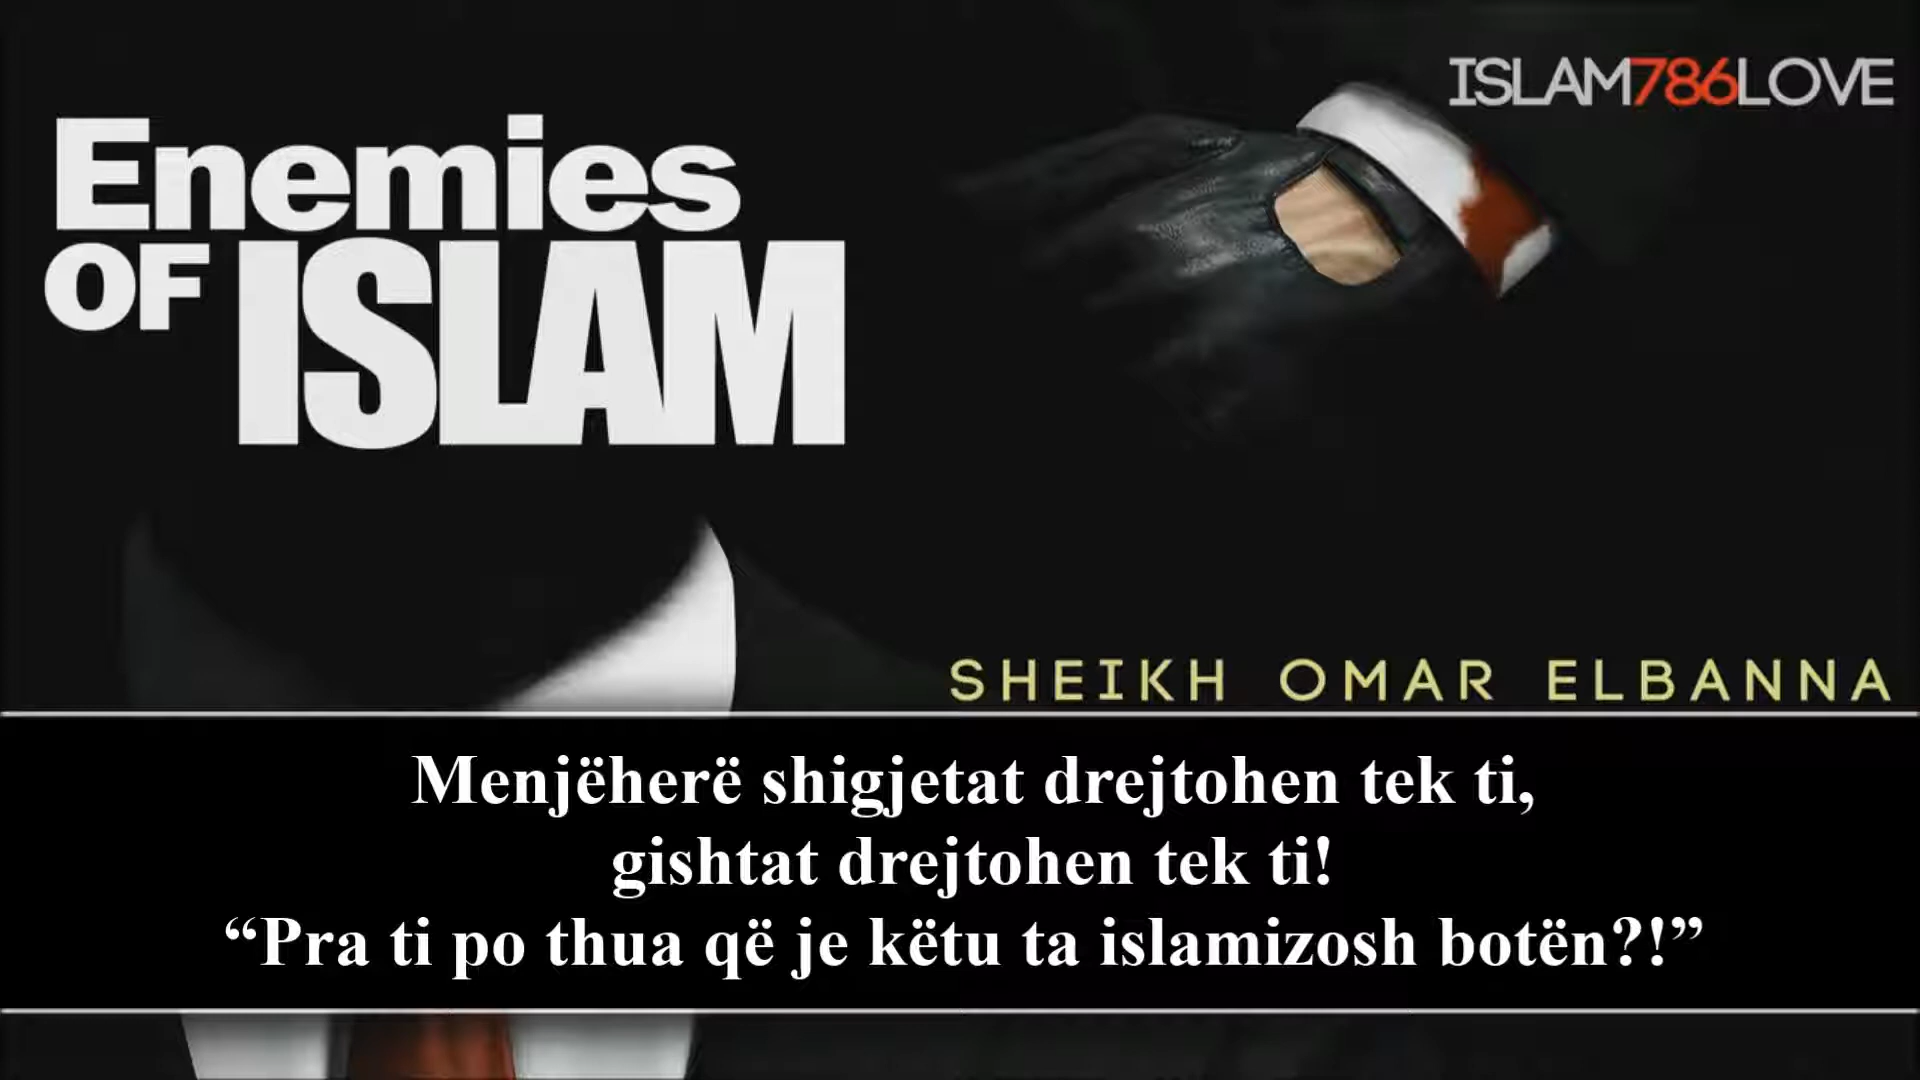 ISLAM786LOVE
Enemies
OF ISLAM
SHEIKH OMAR ELBANNA
Menjëherë shigjetat drejtohen tek ti,
gishtat drejtohen tek ti!
“Pra ti po thua që je këtu ta islamizosh botën?!”